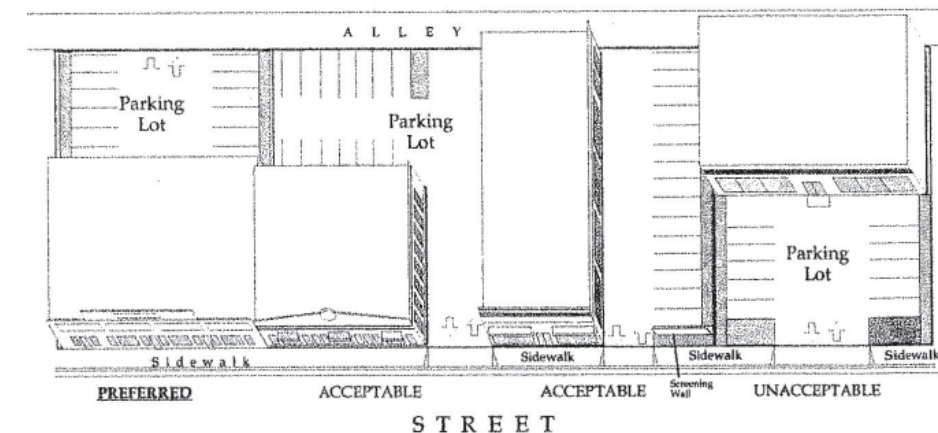 A L L E Y
Parking
Lot
Parking
Lot
Parking
Lot
Sidewalk
Sidewalk
Sidewalk
Sidewalk
PREFERRED
ACCEPTABLE
ACCEPTABLE
Screening
Wall
UNACCEPTABLE
S T R E E T